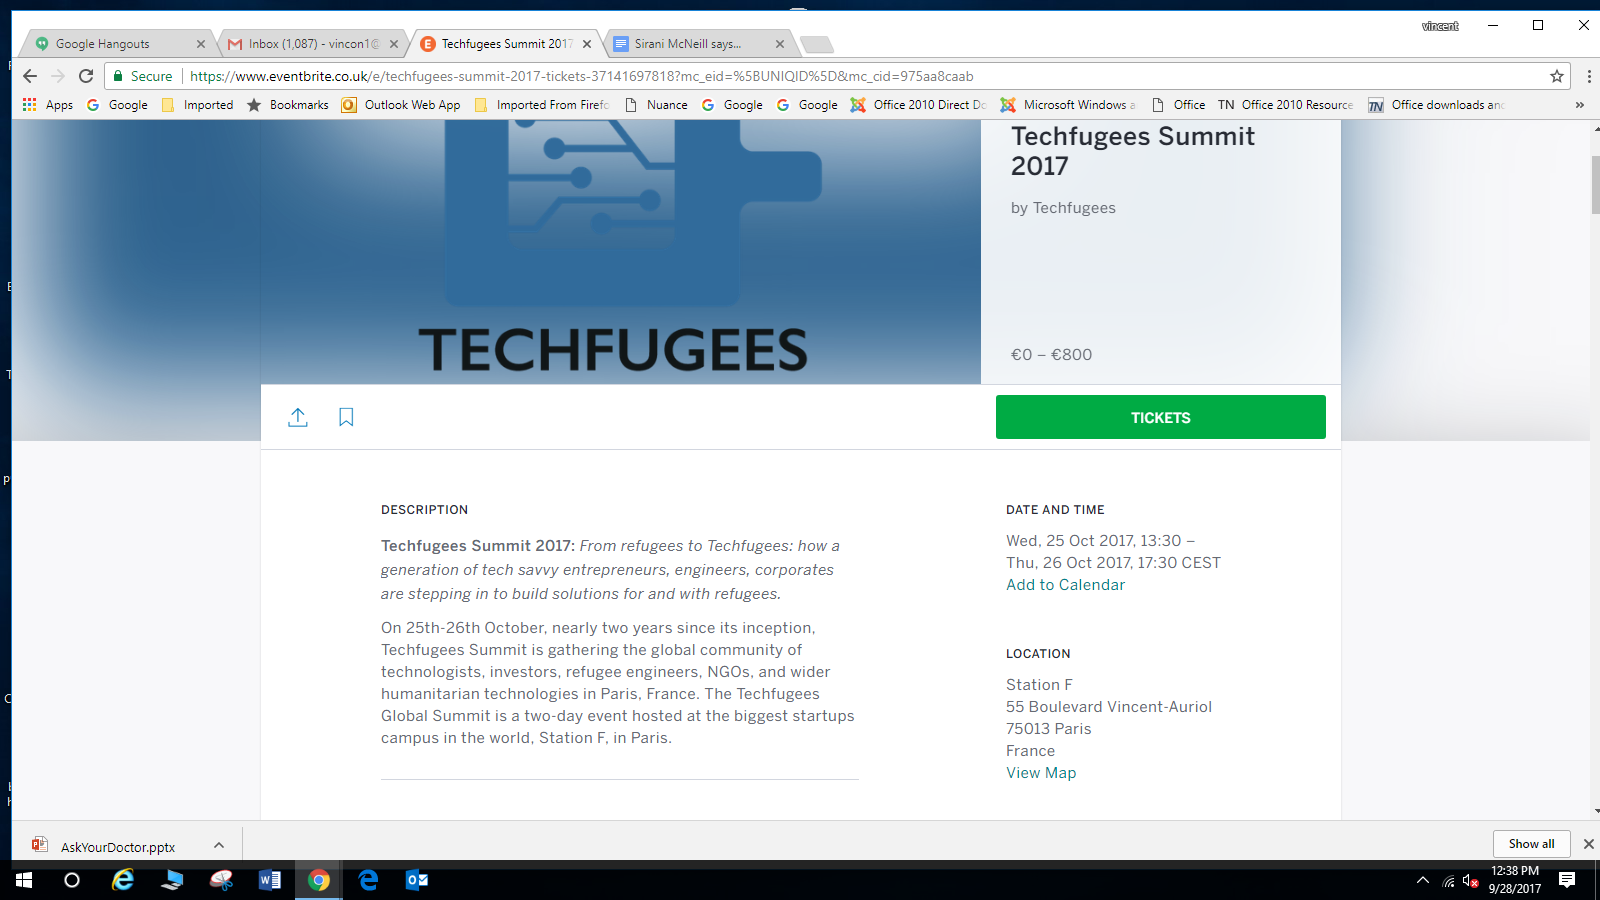 vincent
Google Hangouts
Inbox (1,087) - vincon1@
Techfugees Summit 2017
Sirani McNeill says...
Secure
https://www.eventbrite.co.uk/e/techfugees-summit-2017-tickets-37141697818?mc_eid=%5BUNIQID%5D&mc_cid=975aa8caab
Apps
Google
Imported
Bookmarks
Outlook Web App
Imported From Firefo
Nuance
Google
Google
Office 2010 Direct Do
Microsoft Windows a
Office
TN Office 2010 Resource
TN Office downloads and
»
TECHFUGEES
Techfugees Summit
2017
by Techfugees
€0 – €800
TICKETS
DESCRIPTION
Techfugees Summit 2017: From refugees to Techfugees: how a
generation of tech savvy entrepreneurs, engineers, corporates
are stepping in to build solutions for and with refugees.
On 25th-26th October, nearly two years since its inception,
Techfugees Summit is gathering the global community of
technologists, investors, refugee engineers, NGOs, and wider
humanitarian technologies in Paris, France. The Techfugees
Global Summit is a two-day event hosted at the biggest startups
campus in the world, Station F, in Paris.
DATE AND TIME
Wed, 25 Oct 2017, 13:30 –
Thu, 26 Oct 2017, 17:30 CEST
Add to Calendar
LOCATION
Station F
55 Boulevard Vincent-Auriol
75013 Paris
France
View Map
AskYourDoctor.pptx
Show all
12:38 PM
9/28/2017